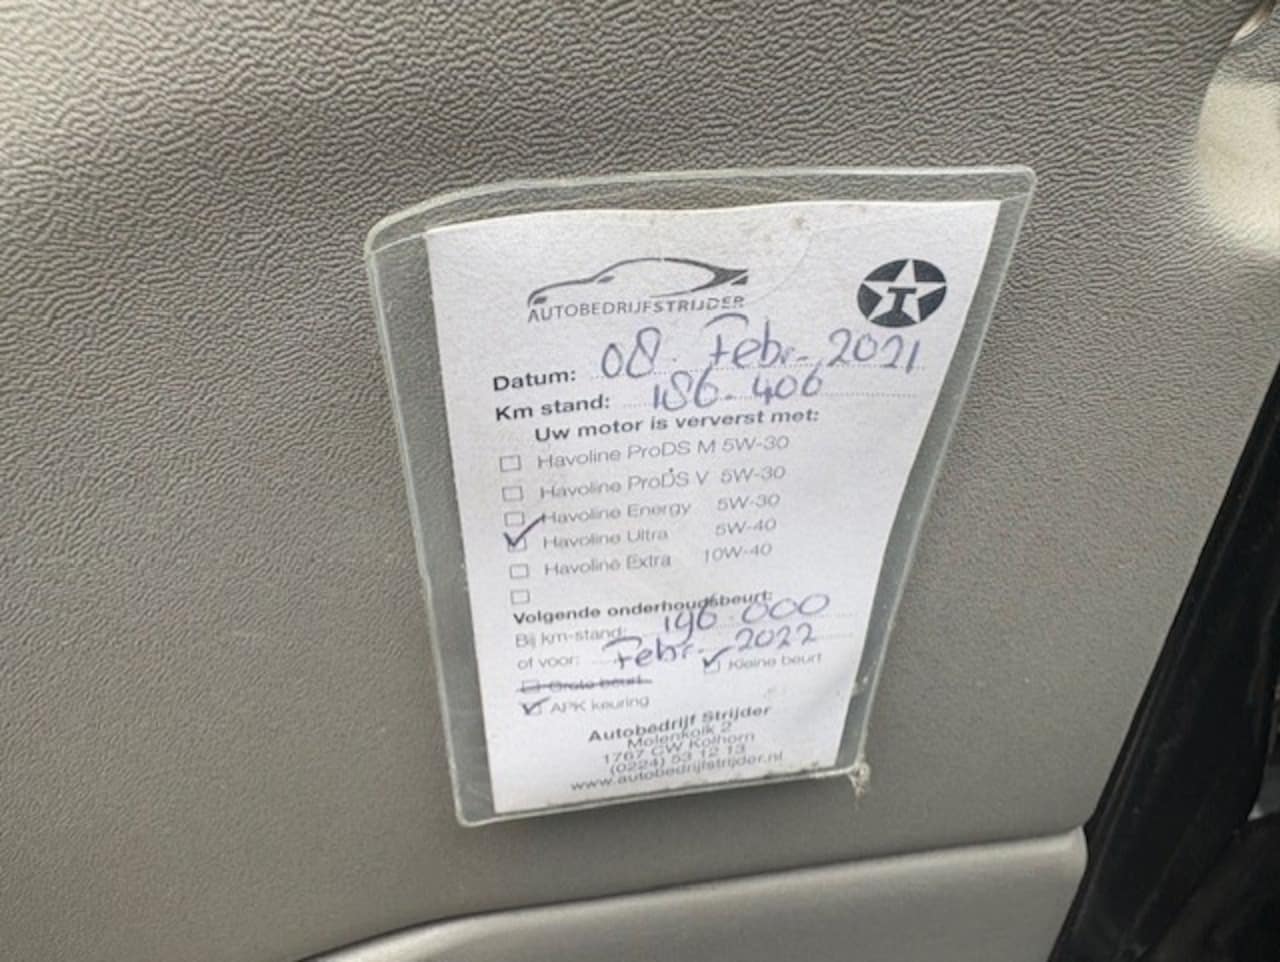 AUTOBEDRIJFSTRIJDER
T
Datum: 08. Febr. 2021
Km stand: 186.406
Uw motor is ververst met:
Havoline ProDS M 5W-30
Havoline ProDS V 5W-30
Havoline Energy 5W-30
Havoline Ultra 5W-40
Havoline Extra 10W-40
Volgende onderhoudsbeurt:
Bij km-stand: 196.000
of voor: Febr. 2022
Grote beurt Kleine beurt
APK keuring
Autobedrijf Strijder
Molenkolk 2
1767 CW Kolhorn
(0224) 53 12 13
www.autobedrijfstrijder.nl